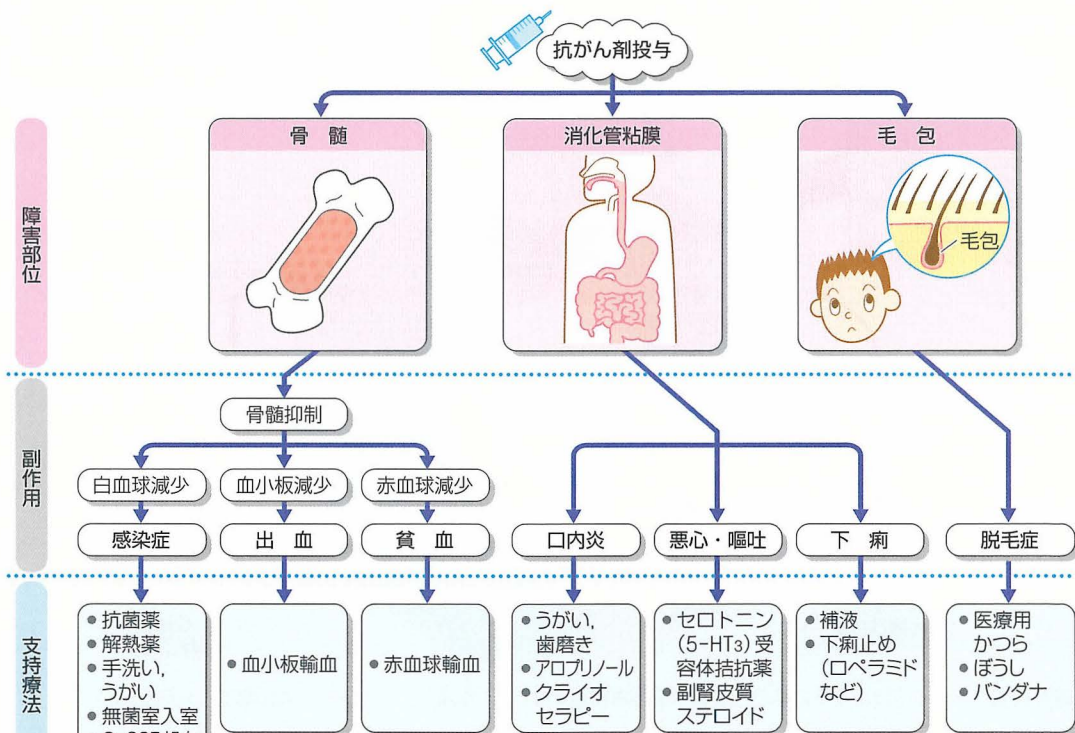 抗がん剤投与
障害部位
骨 髄
消化管粘膜
毛 包
毛包
副作用
骨髄抑制
白血球減少
血小板減少
赤血球減少
感染症
出 血
貧 血
口内炎
悪心・嘔吐
下 痢
脱毛症
支持療法
● 抗菌薬
● 解熱薬
● 手洗い,
うがい
● 無菌室入室
● 血小板輸血
● 赤血球輸血
● うがい,
歯磨き
● アロプリノール
● クライオ
セラピー
● セロトニン
(5-HT₃) 受
容体拮抗薬
● 副腎皮質
ステロイド
● 補液
● 下痢止め
(ロペラミド
など)
● 医療用
かつら
● ぼうし
● バンダナ